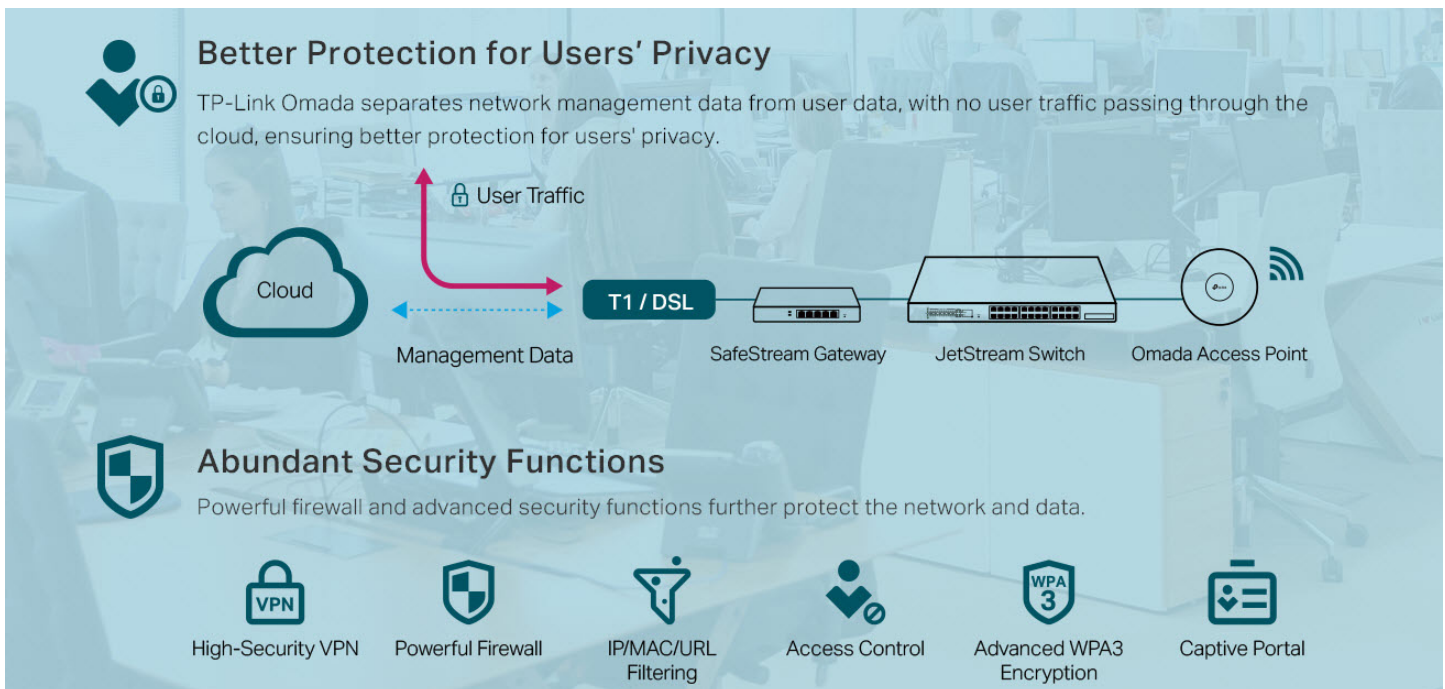 Better Protection for Users' Privacy
TP-Link Omada separates network management data from user data, with no user traffic passing through the
cloud, ensuring better protection for users' privacy.
User Traffic
Cloud
T1 / DSL
Management Data
SafeStream Gateway
JetStream Switch
Omada Access Point
Abundant Security Functions
Powerful firewall and advanced security functions further protect the network and data.
VPN
WPA
3
High-Security VPN
Powerful Firewall
IP/MAC/URL
Filtering
Access Control
Advanced WPA3
Encryption
Captive Portal